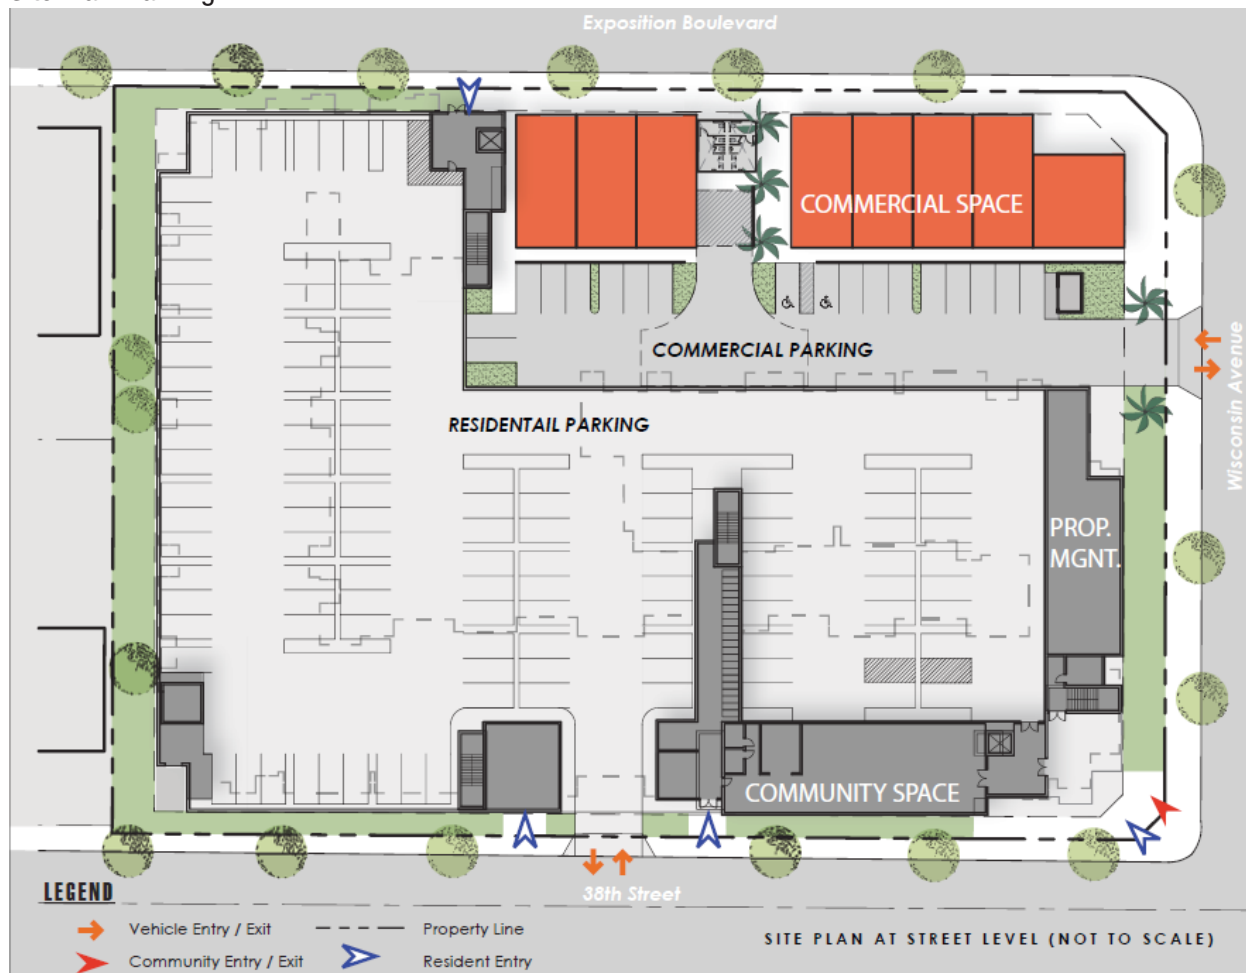 Exposition Boulevard
COMMERCIAL SPACE
COMMERCIAL PARKING
Wisconsin Avenue
RESIDENTAIL PARKING
PROP.
MGNT.
COMMUNITY SPACE
38th Street
LEGEND
Vehicle Entry / Exit
Property Line
SITE PLAN AT STREET LEVEL (NOT TO SCALE)
Community Entry / Exit
Resident Entry